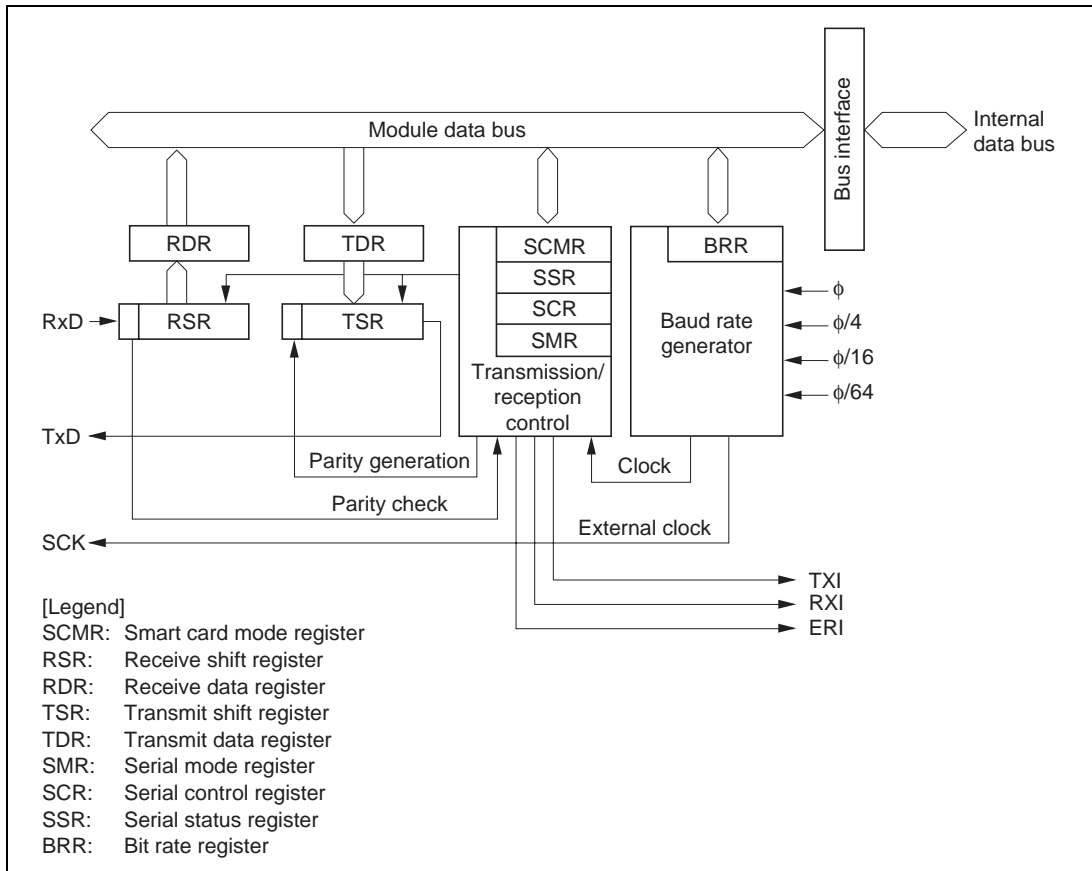 Module data bus
Bus interface
Internal
data bus
RDR
TDR
SCMR
SSR
SCR
SMR
Transmission/
reception
control
BRR
Baud rate
generator
ϕ
ϕ/4
ϕ/16
ϕ/64
RxD
RSR
TSR
TxD
Parity generation
Clock
Parity check
External clock
SCK
TXI
RXI
ERI
[Legend]
SCMR: Smart card mode register
RSR: Receive shift register
RDR: Receive data register
TSR: Transmit shift register
TDR: Transmit data register
SMR: Serial mode register
SCR: Serial control register
SSR: Serial status register
BRR: Bit rate register